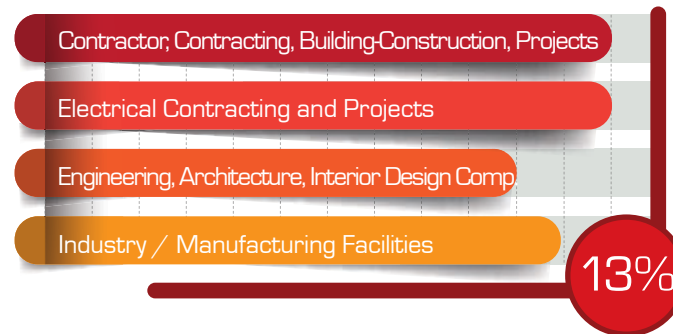 Contractor, Contracting, Building-Construction, Projects
Electrical Contracting and Projects
Engineering, Architecture, Interior Design Comp.
Industry / Manufacturing Facilities
13%